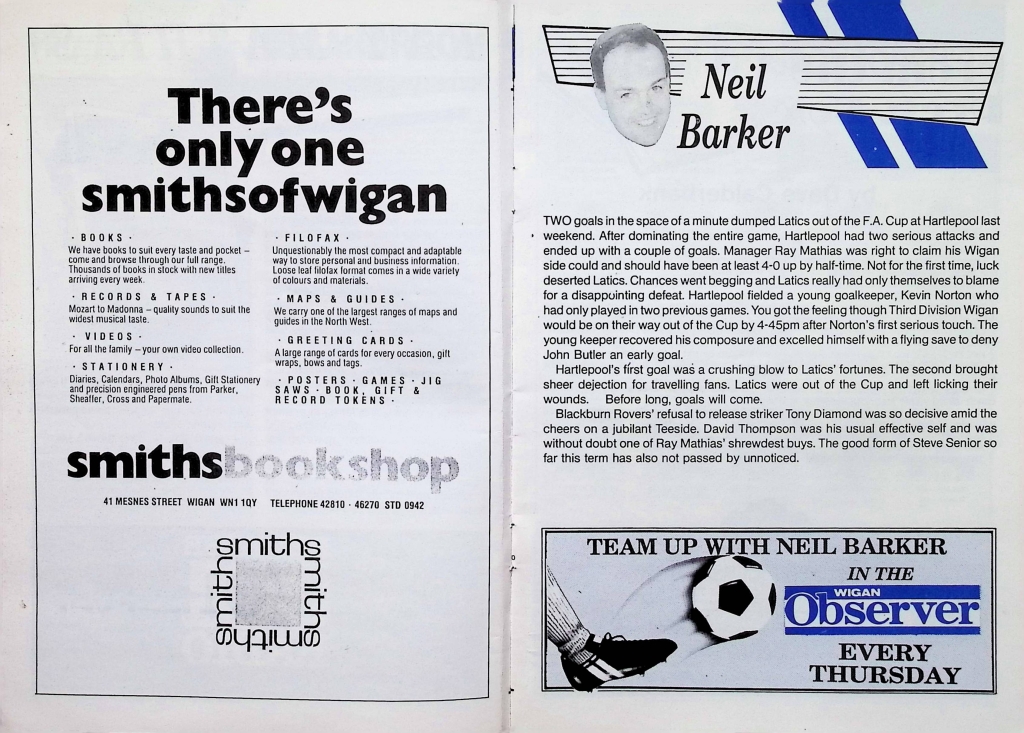 There's
only one
smithsofwigan
· BOOKS ·
We have books to suit every taste and pocket –
come and browse through our full range.
Thousands of books in stock with new titles
arriving every week.
· RECORDS & TAPES ·
Mozart to Madonna – quality sounds to suit the
widest musical taste.
· VIDEOS ·
For all the family – your own video collection.
· STATIONERY ·
Diaries, Calendars, Photo Albums, Gift Stationery
and precision engineered pens from Parker,
Sheaffer, Cross and Papermate.
· FILOFAX ·
Unquestionably the most compact and adaptable
way to store personal and business information.
Loose leaf filofax format comes in a wide variety
of colours and materials.
· MAPS & GUIDES ·
We carry one of the largest ranges of maps and
guides in the North West.
· GREETING CARDS ·
A large range of cards for every occasion, gift
wraps, bows and tags.
· POSTERS · GAMES · JIG
SAWS · BOOK, GIFT &
RECORD TOKENS ·
smithsbookshop
41 MESNES STREET WIGAN WN1 1QY TELEPHONE 42810 · 46270 STD 0942
smiths
smiths
smiths
smiths
Neil
Barker
TWO goals in the space of a minute dumped Latics out of the F.A. Cup at Hartlepool last
weekend. After dominating the entire game, Hartlepool had two serious attacks and
ended up with a couple of goals. Manager Ray Mathias was right to claim his Wigan
side could and should have been at least 4-0 up by half-time. Not for the first time, luck
deserted Latics. Chances went begging and Latics really had only themselves to blame
for a disappointing defeat. Hartlepool fielded a young goalkeeper, Kevin Norton who
had only played in two previous games. You got the feeling though Third Division Wigan
would be on their way out of the Cup by 4-45pm after Norton's first serious touch. The
young keeper recovered his composure and excelled himself with a flying save to deny
John Butler an early goal.
Hartlepool's first goal was a crushing blow to Latics' fortunes. The second brought
sheer dejection for travelling fans. Latics were out of the Cup and left licking their
wounds. Before long, goals will come.
Blackburn Rovers' refusal to release striker Tony Diamond was so decisive amid the
cheers on a jubilant Teeside. David Thompson was his usual effective self and was
without doubt one of Ray Mathias' shrewdest buys. The good form of Steve Senior so
far this term has also not passed by unnoticed.
TEAM UP WITH NEIL BARKER
IN THE
WIGAN
Observer
EVERY
THURSDAY